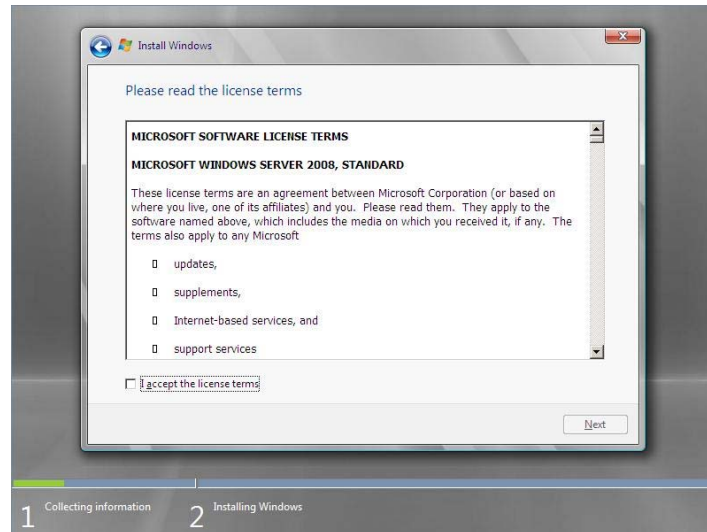 Install Windows
Please read the license terms
MICROSOFT SOFTWARE LICENSE TERMS
MICROSOFT WINDOWS SERVER 2008, STANDARD
These license terms are an agreement between Microsoft Corporation (or based on
where you live, one of its affiliates) and you. Please read them. They apply to the
software named above, which includes the media on which you received it, if any. The
terms also apply to any Microsoft
updates,
supplements,
Internet-based services, and
support services
I accept the license terms
Next
1 Collecting information 2 Installing Windows